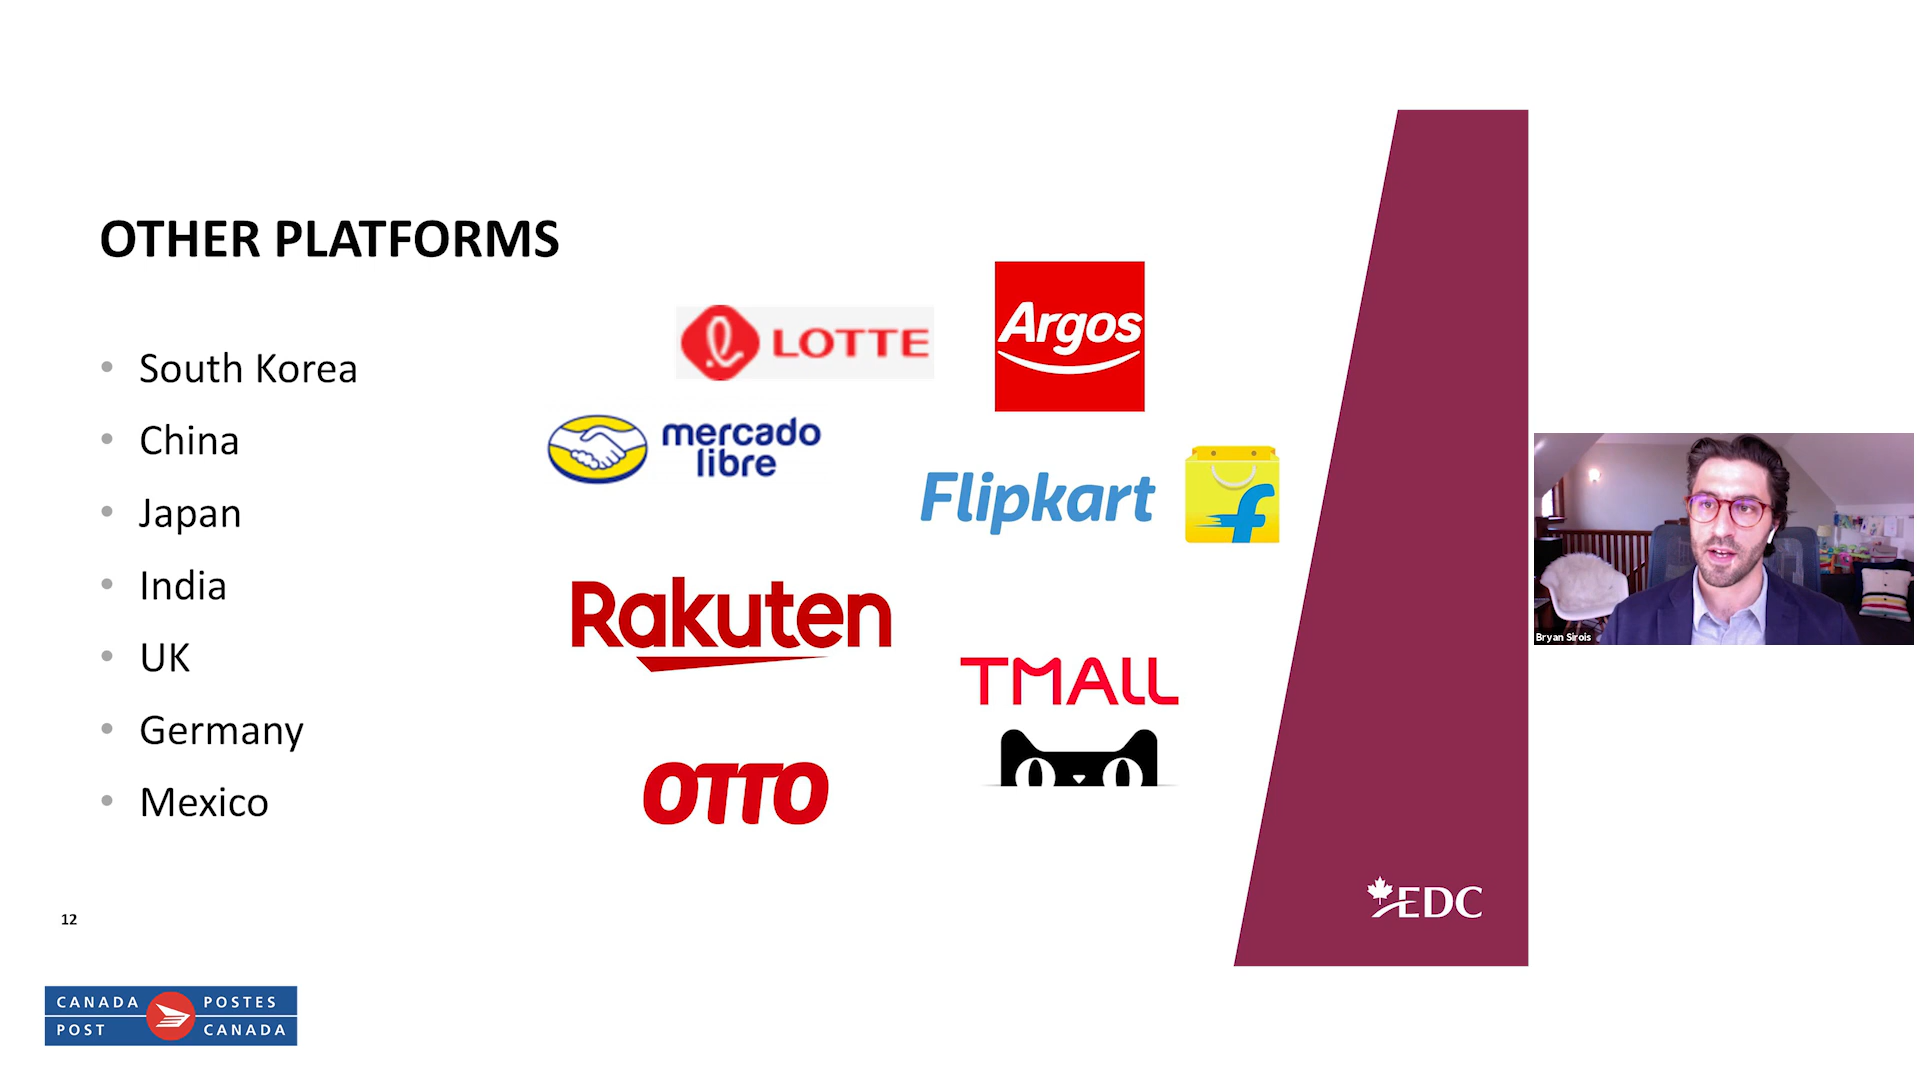 OTHER PLATFORMS
• South Korea
• China
• Japan
• India
• UK
• Germany
• Mexico
LOTTE
Argos
mercado
libre
Flipkart
f
Rakuten
TMALL
OTTO
EDC
Bryan Sirois
12
CANADA
POST
POSTES
CANADA